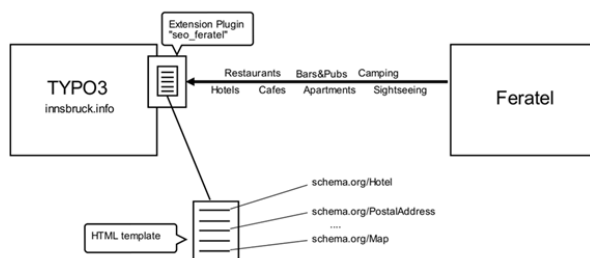 Extension Plugin
"seo_feratel"
TYPO3
innsbruck.info
Restaurants Bars&Pubs Camping
Hotels Cafes Apartments Sightseeing
Feratel
schema.org/Hotel
schema.org/PostalAddress
....
schema.org/Map
HTML template